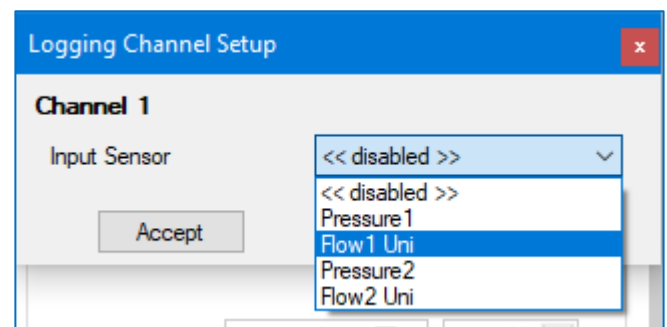 Logging Channel Setup
x
Channel 1
Input Sensor
<< disabled >>
<< disabled >>
Pressure1
Accept
Flow1 Uni
Pressure2
Flow2 Uni